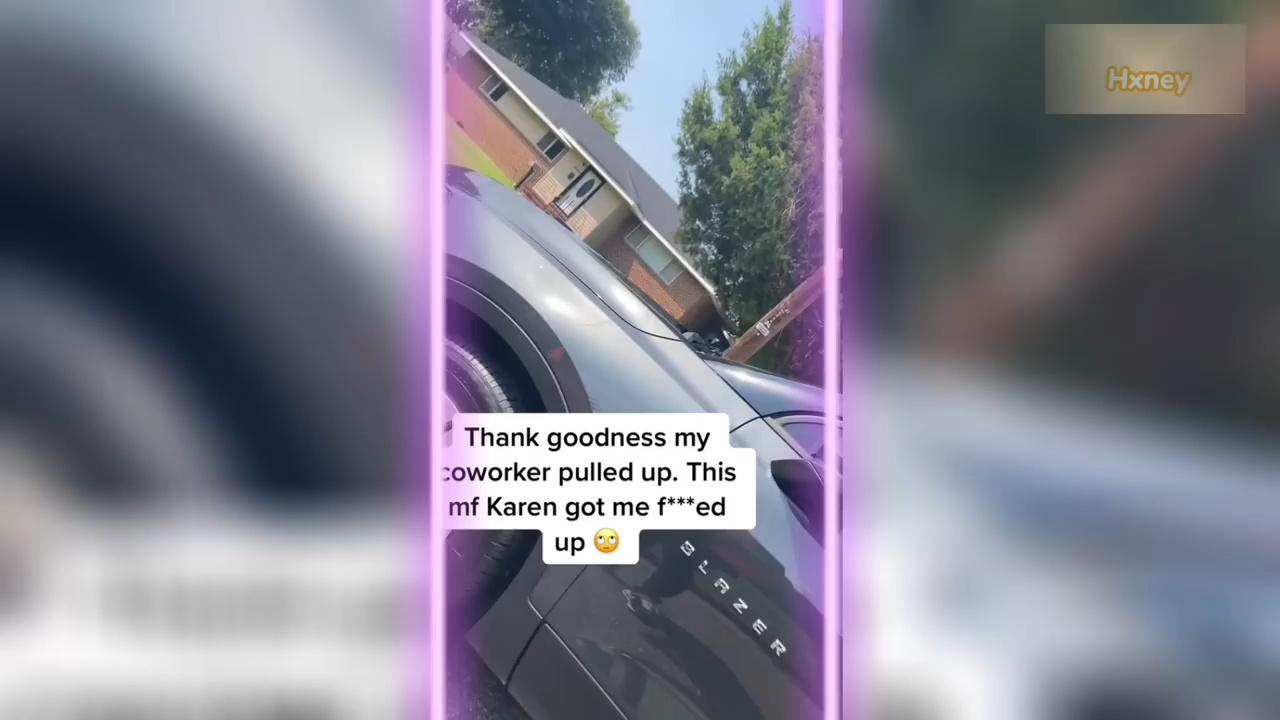 Hxney
Thank goodness my
coworker pulled up. This
mf Karen got me f***ed
up 🙄
BLAZER